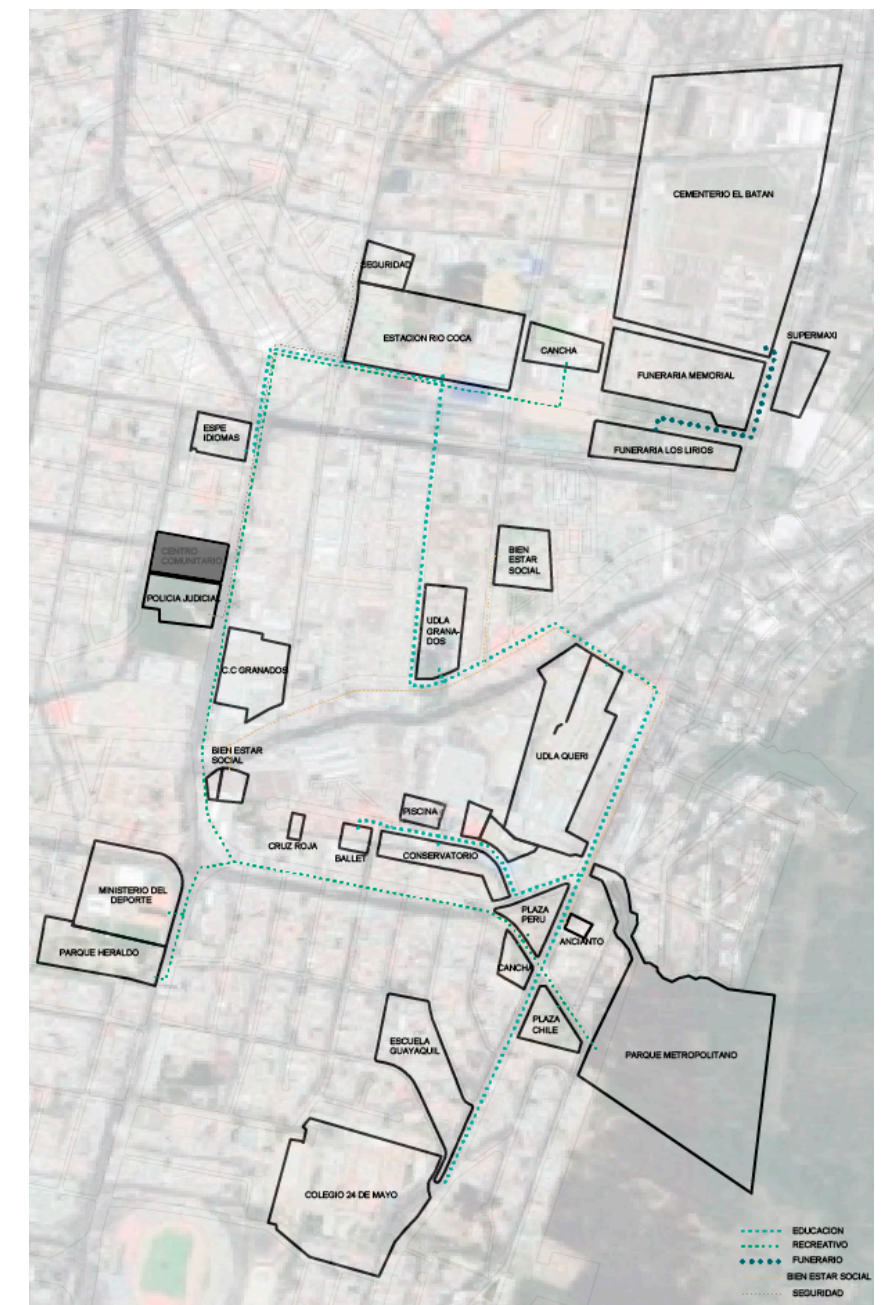 CEMENTERIO EL BATAN
SEGURIDAD
ESTACION RIO COCA
CANCHA
SUPERMAXI
FUNERARIA MEMORIAL
ESPE
IDIOMAS
FUNERARIA LOS LIRIOS
CENTRO
COMUNITARIO
BIEN
ESTAR
SOCIAL
POLICIA JUDICIAL
UDLA
GRANA-
DOS
C.C GRANADOS
BIEN ESTAR
SOCIAL
UDLA QUERI
PISCINA
CRUZ ROJA
BALLET
CONSERVATORIO
MINISTERIO DEL
DEPORTE
PLAZA
PERU
ANCIANTO
PARQUE HERALDO
CANCHA
PLAZA
CHILE
ESCUELA
GUAYAQUIL
PARQUE METROPOLITANO
COLEGIO 24 DE MAYO
EDUCACION
RECREATIVO
FUNERARIO
BIEN ESTAR SOCIAL
SEGURIDAD